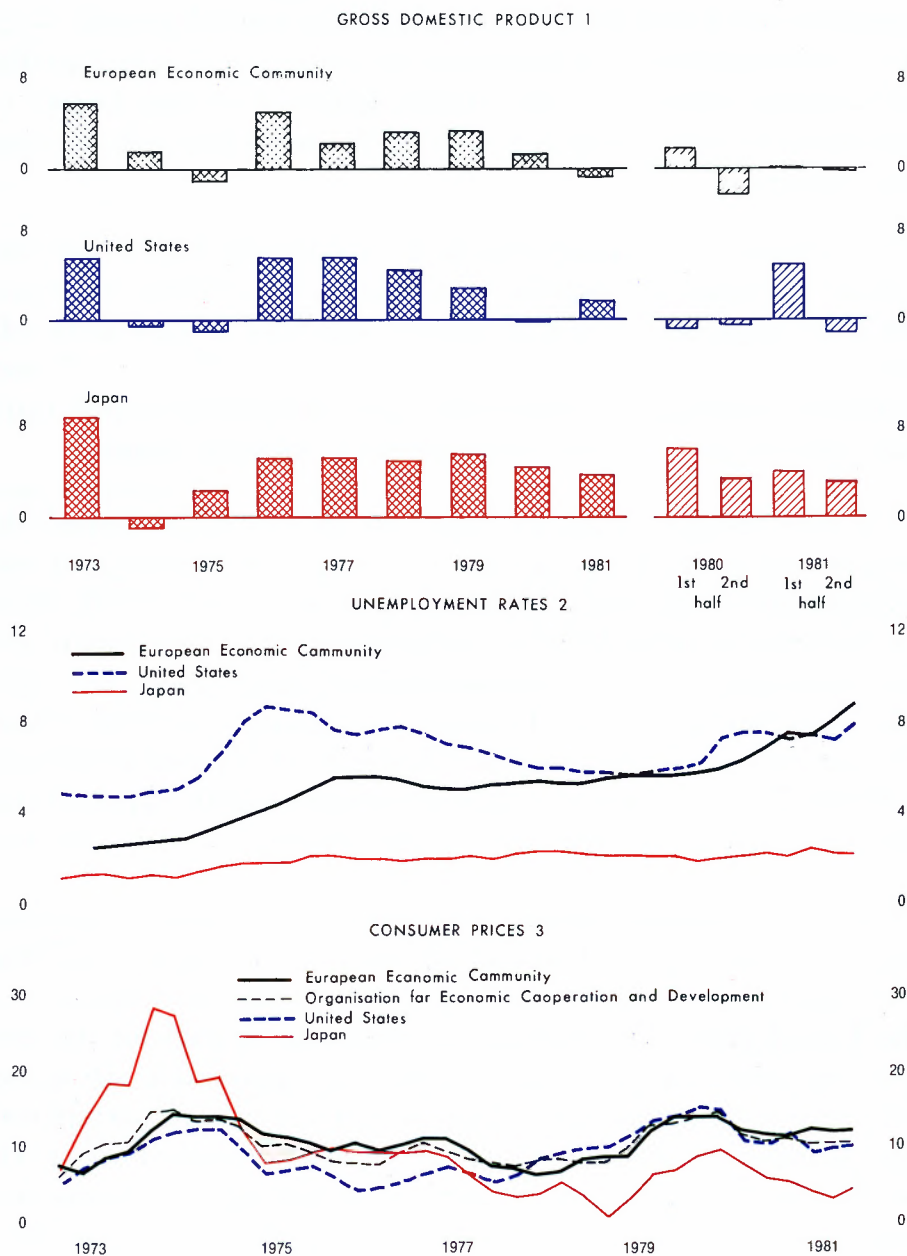 GROSS DOMESTIC PRODUCT 1
European Economic Community
8 8
0 0
United States
8 8
0 0
Japan
8 8
0 0
1973 1975 1977 1979 1981 1980 1981
1st 2nd 1st 2nd
half half
UNEMPLOYMENT RATES 2
12 12
European Economic Cammunity
United States
Japan
8 8
4 4
0 0
CONSUMER PRICES 3
European Economic Cammunity
30 30
Organisation far Economic Caoperation and Development
United States
Japan
20 20
10 10
0 0
1973 1975 1977 1979 1981